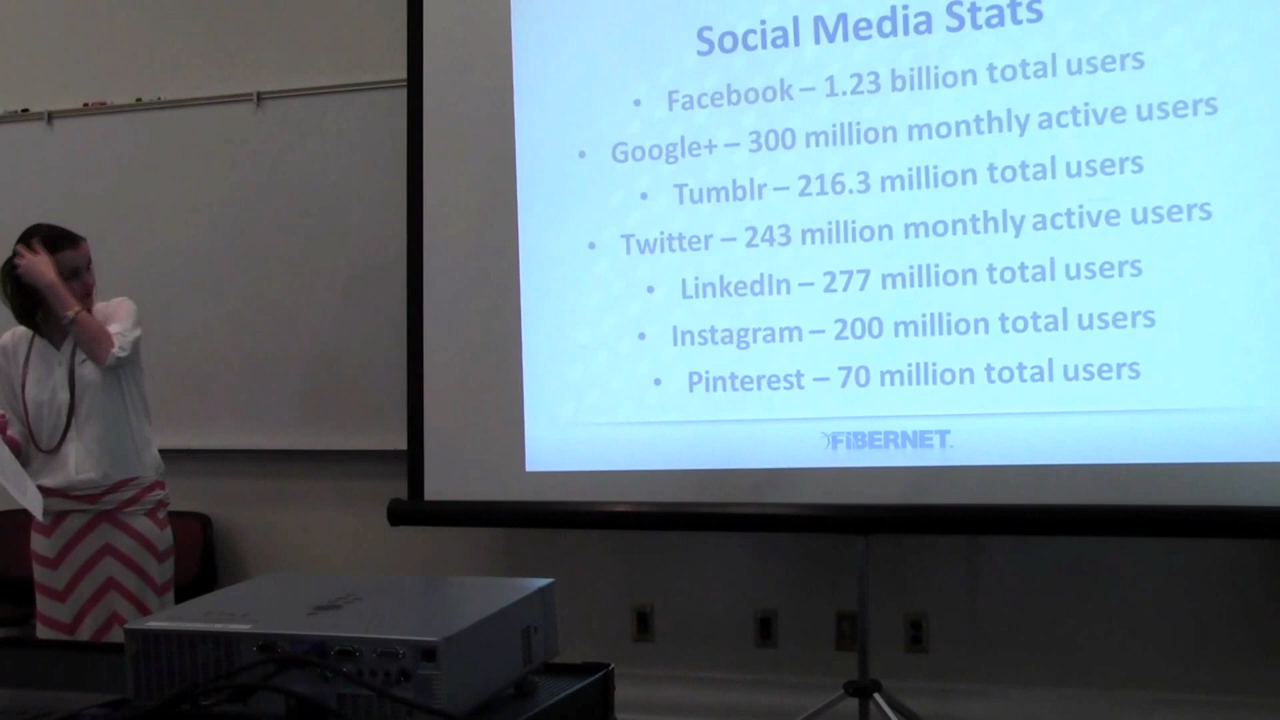 Social Media Stats
• Facebook – 1.23 billion total users
• Google+ – 300 million monthly active users
• Tumblr – 216.3 million total users
• Twitter – 243 million monthly active users
• LinkedIn – 277 million total users
• Instagram – 200 million total users
• Pinterest – 70 million total users
FiBERNET